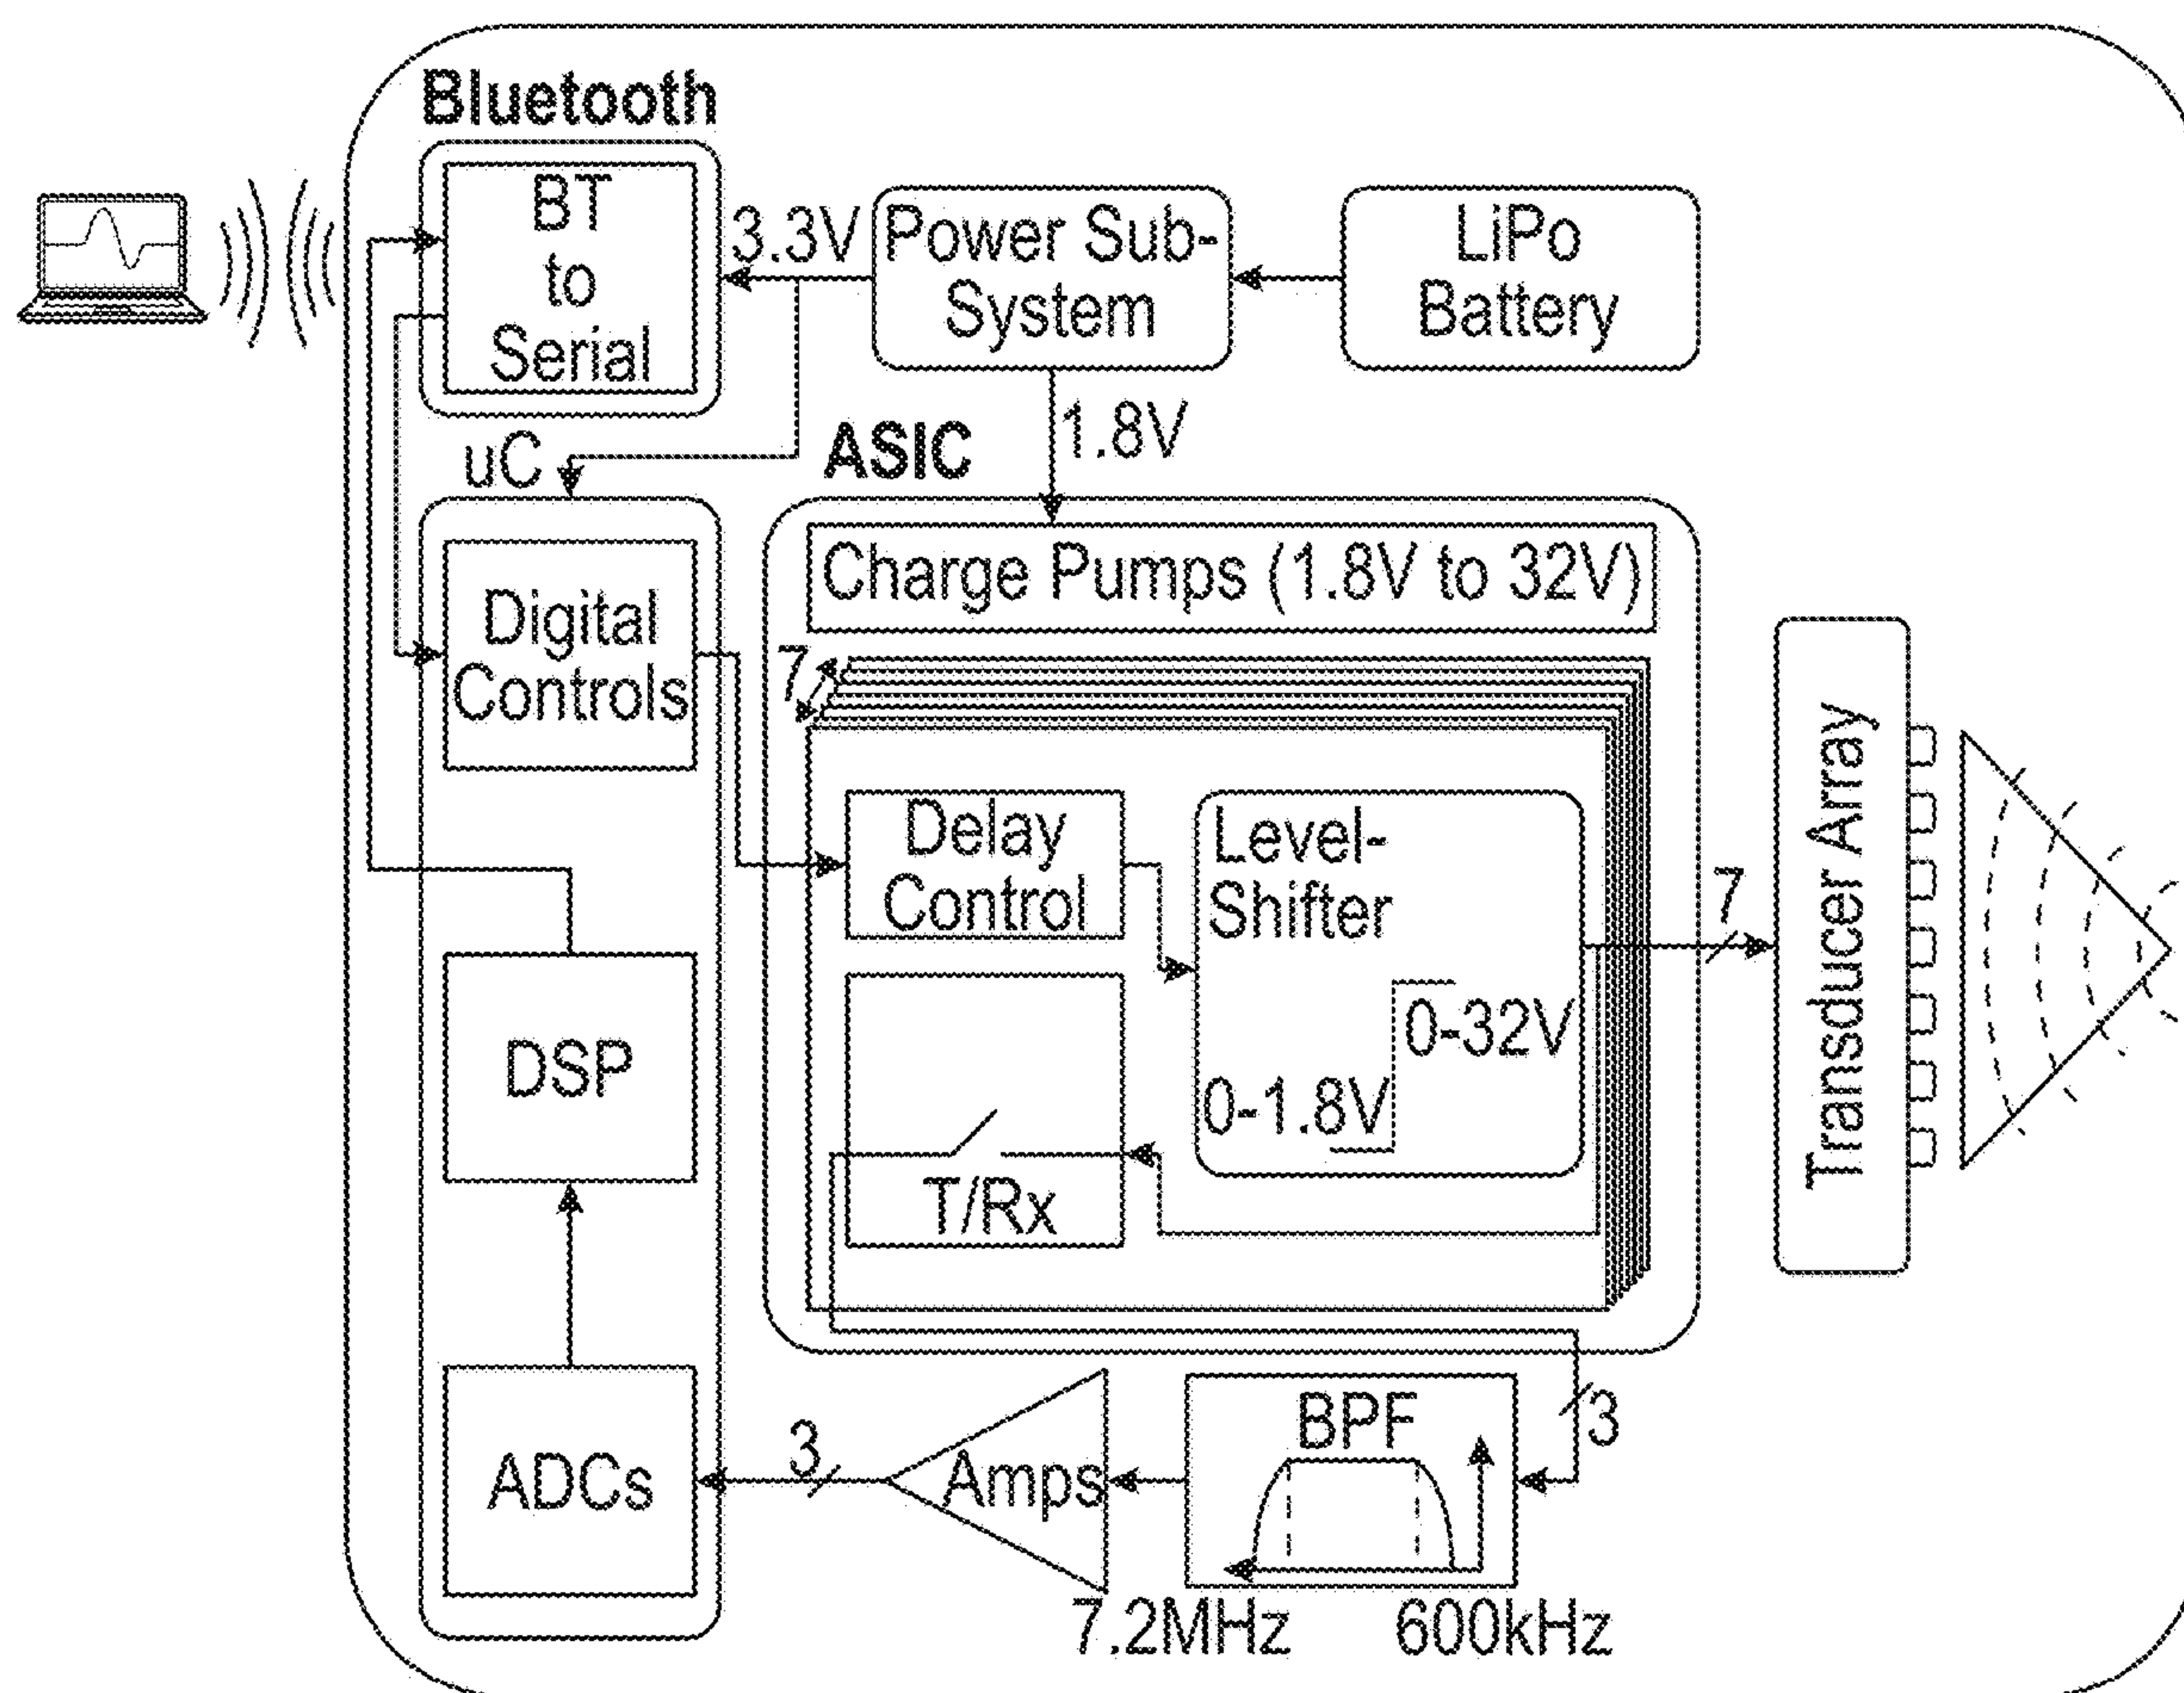 Bluetooth
BT
to
Serial
3.3V
Power Sub-
System
LiPo
Battery
uC
ASIC
1.8V
Charge Pumps (1.8V to 32V)
Digital
Controls
7
Delay
Control
Level-
Shifter
0-32V
0-1.8V
7
Transducer Array
DSP
T/Rx
ADCs
3
Amps
BPF
3
7.2MHz
600kHz